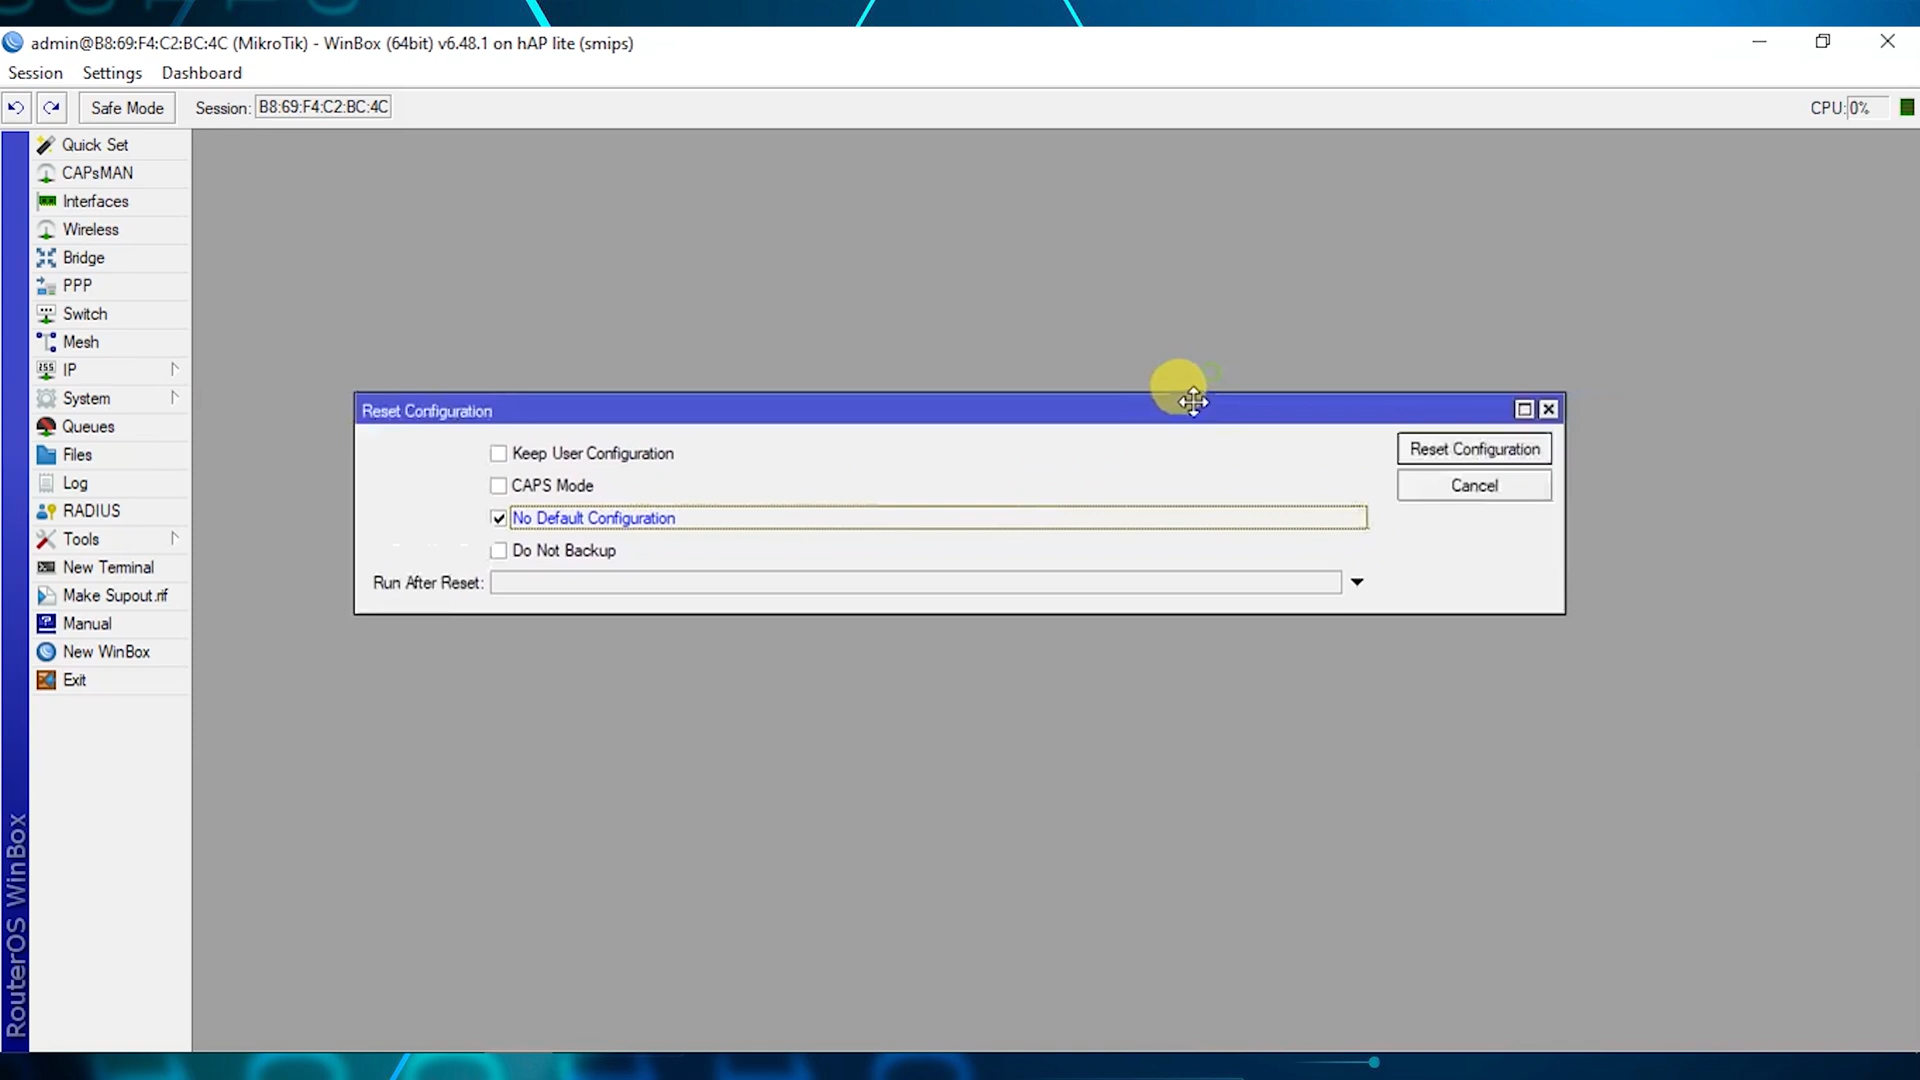 admin@B8:69:F4:C2:BC:4C (MikroTik) - WinBox (64bit) v6.48.1 on hAP lite (smips)
Session Settings Dashboard
Safe Mode Session: B8:69:F4:C2:BC:4C CPU: 0%
Quick Set
CAPsMAN
Interfaces
Wireless
Bridge
PPP
Switch
Mesh
IP
System
Queues
Files
Log
RADIUS
Tools
New Terminal
Make Supout.rif
Manual
New WinBox
Exit
RouterOS WinBox
Reset Configuration
Keep User Configuration
CAPS Mode
No Default Configuration
Do Not Backup
Run After Reset:
Reset Configuration
Cancel